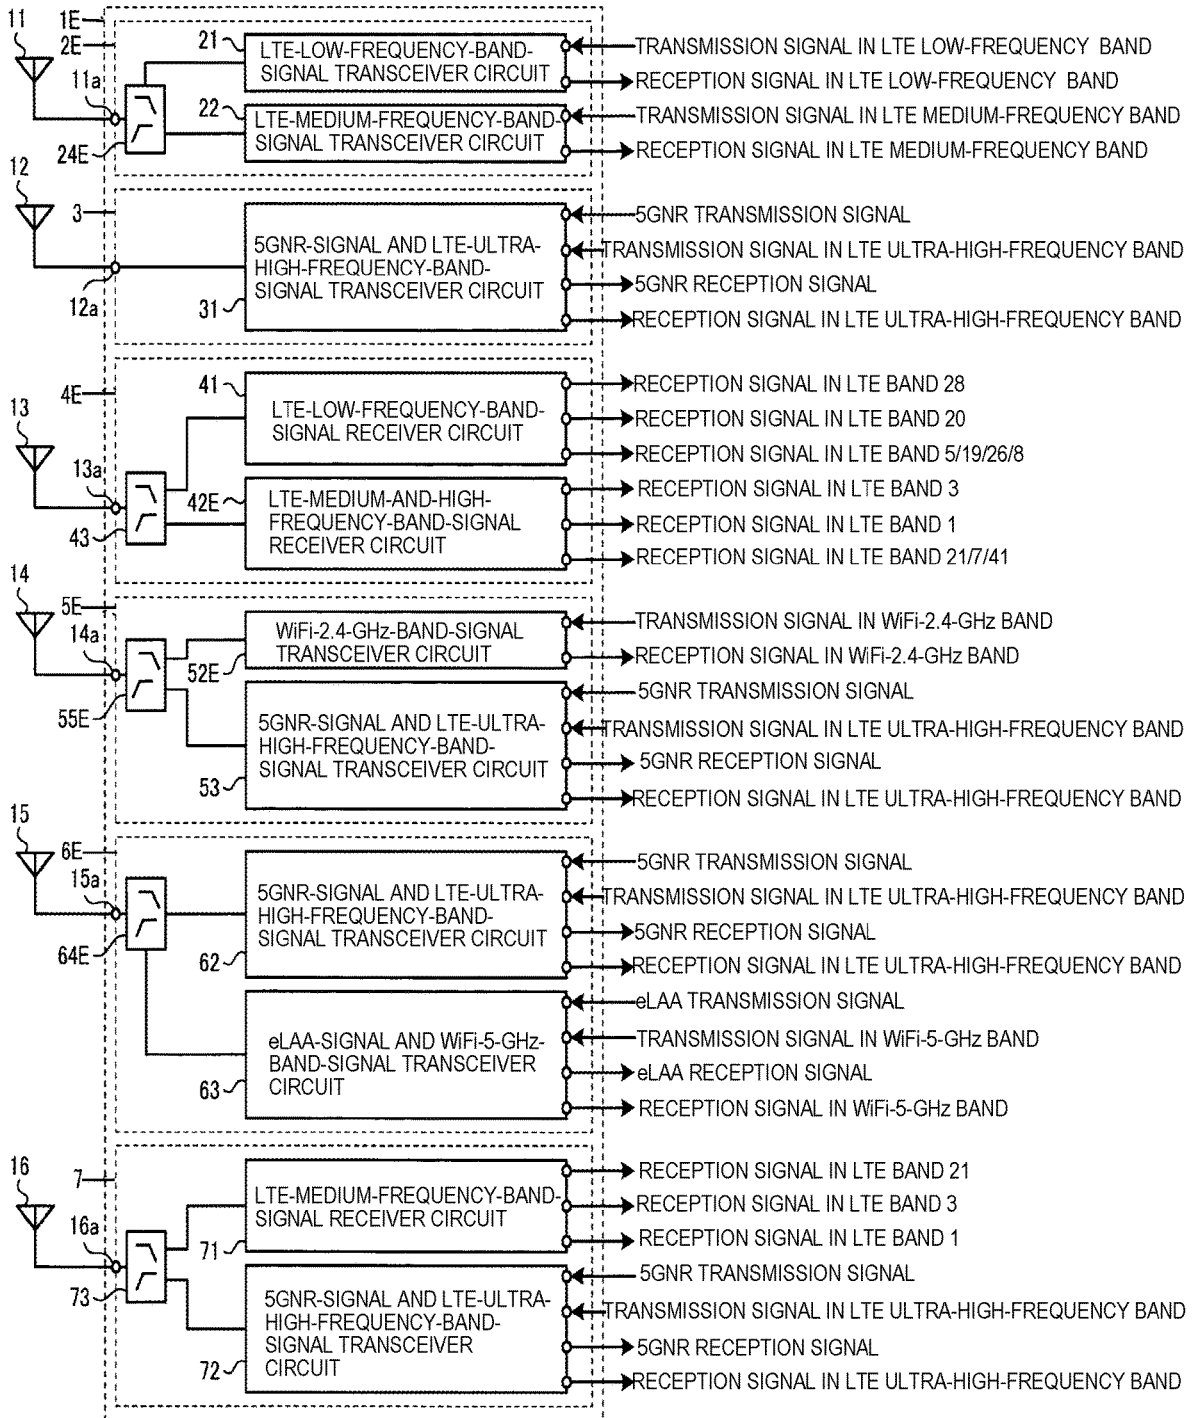 11
1E
2E
21
LTE-LOW-FREQUENCY-BAND-
SIGNAL TRANSCEIVER CIRCUIT
TRANSMISSION SIGNAL IN LTE LOW-FREQUENCY BAND
RECEPTION SIGNAL IN LTE LOW-FREQUENCY BAND
11a
22
LTE-MEDIUM-FREQUENCY-BAND-
SIGNAL TRANSCEIVER CIRCUIT
TRANSMISSION SIGNAL IN LTE MEDIUM-FREQUENCY BAND
RECEPTION SIGNAL IN LTE MEDIUM-FREQUENCY BAND
24E
12
3
5GNR-SIGNAL AND LTE-ULTRA-
HIGH-FREQUENCY-BAND-
SIGNAL TRANSCEIVER CIRCUIT
5GNR TRANSMISSION SIGNAL
TRANSMISSION SIGNAL IN LTE ULTRA-HIGH-FREQUENCY BAND
5GNR RECEPTION SIGNAL
RECEPTION SIGNAL IN LTE ULTRA-HIGH-FREQUENCY BAND
12a
31
13
4E
41
LTE-LOW-FREQUENCY-BAND-
SIGNAL RECEIVER CIRCUIT
RECEPTION SIGNAL IN LTE BAND 28
RECEPTION SIGNAL IN LTE BAND 20
RECEPTION SIGNAL IN LTE BAND 5/19/26/8
13a
42E
LTE-MEDIUM-AND-HIGH-
FREQUENCY-BAND-SIGNAL
RECEIVER CIRCUIT
RECEPTION SIGNAL IN LTE BAND 3
RECEPTION SIGNAL IN LTE BAND 1
RECEPTION SIGNAL IN LTE BAND 21/7/41
43
14
5E
14a
WiFi-2.4-GHz-BAND-SIGNAL
TRANSCEIVER CIRCUIT
52E
TRANSMISSION SIGNAL IN WiFi-2.4-GHz BAND
RECEPTION SIGNAL IN WiFi-2.4-GHz BAND
55E
5GNR-SIGNAL AND LTE-ULTRA-
HIGH-FREQUENCY-BAND-
SIGNAL TRANSCEIVER CIRCUIT
53
5GNR TRANSMISSION SIGNAL
TRANSMISSION SIGNAL IN LTE ULTRA-HIGH-FREQUENCY BAND
5GNR RECEPTION SIGNAL
RECEPTION SIGNAL IN LTE ULTRA-HIGH-FREQUENCY BAND
15
6E
15a
5GNR-SIGNAL AND LTE-ULTRA-
HIGH-FREQUENCY-BAND-
SIGNAL TRANSCEIVER CIRCUIT
62
5GNR TRANSMISSION SIGNAL
TRANSMISSION SIGNAL IN LTE ULTRA-HIGH-FREQUENCY BAND
5GNR RECEPTION SIGNAL
RECEPTION SIGNAL IN LTE ULTRA-HIGH-FREQUENCY BAND
64E
eLAA-SIGNAL AND WiFi-5-GHz-
BAND-SIGNAL TRANSCEIVER
CIRCUIT
63
eLAA TRANSMISSION SIGNAL
TRANSMISSION SIGNAL IN WiFi-5-GHz BAND
eLAA RECEPTION SIGNAL
RECEPTION SIGNAL IN WiFi-5-GHz BAND
16
7
16a
LTE-MEDIUM-FREQUENCY-BAND-
SIGNAL RECEIVER CIRCUIT
71
RECEPTION SIGNAL IN LTE BAND 21
RECEPTION SIGNAL IN LTE BAND 3
RECEPTION SIGNAL IN LTE BAND 1
73
5GNR-SIGNAL AND LTE-ULTRA-
HIGH-FREQUENCY-BAND-
SIGNAL TRANSCEIVER
CIRCUIT
72
5GNR TRANSMISSION SIGNAL
TRANSMISSION SIGNAL IN LTE ULTRA-HIGH-FREQUENCY BAND
5GNR RECEPTION SIGNAL
RECEPTION SIGNAL IN LTE ULTRA-HIGH-FREQUENCY BAND